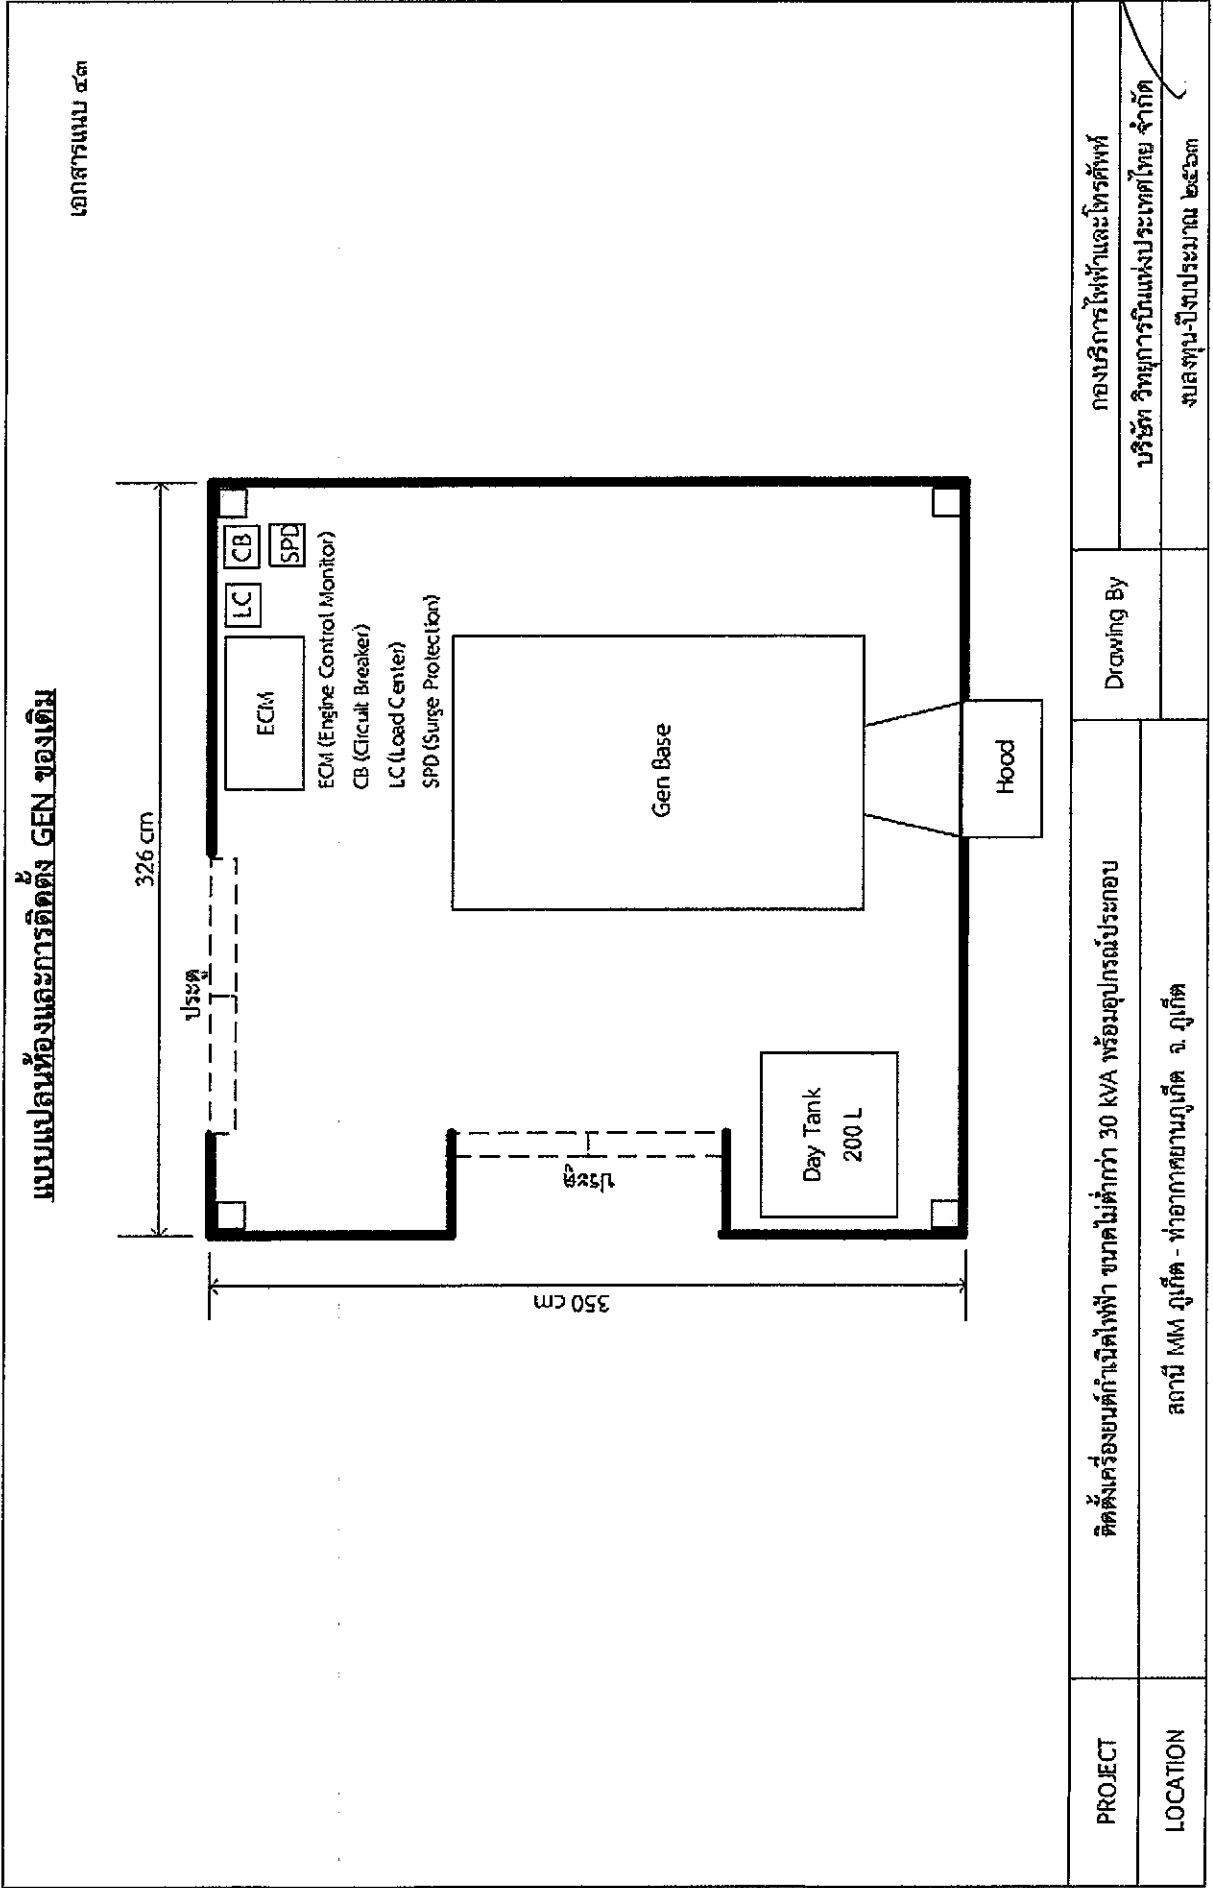 เอกสารแนบ ๔๓
แบบแปลนห้องและการติดตั้ง GEN ของเดิม
326 cm
ประตู
ECM
LC
CB
SPD
ECM (Engine Control Monitor)
CB (Circuit Breaker)
LC (Load Center)
SPD (Surge Protection)
350 cm
ประตู
Gen Base
Day Tank
200 L
Hood
PROJECT
ติดตั้งเครื่องยนต์กำเนิดไฟฟ้า ขนาดไม่ต่ำกว่า 30 kVA พร้อมอุปกรณ์ประกอบ
Drawing By
กองบริการไฟฟ้าและโทรศัพท์
บริษัท วิทยุการบินแห่งประเทศไทย จำกัด
LOCATION
สถานี MM ภูเก็ต - ท่าอากาศยานภูเก็ต จ. ภูเก็ต
งบลงทุน-ปีงบประมาณ ๒๕๖๓